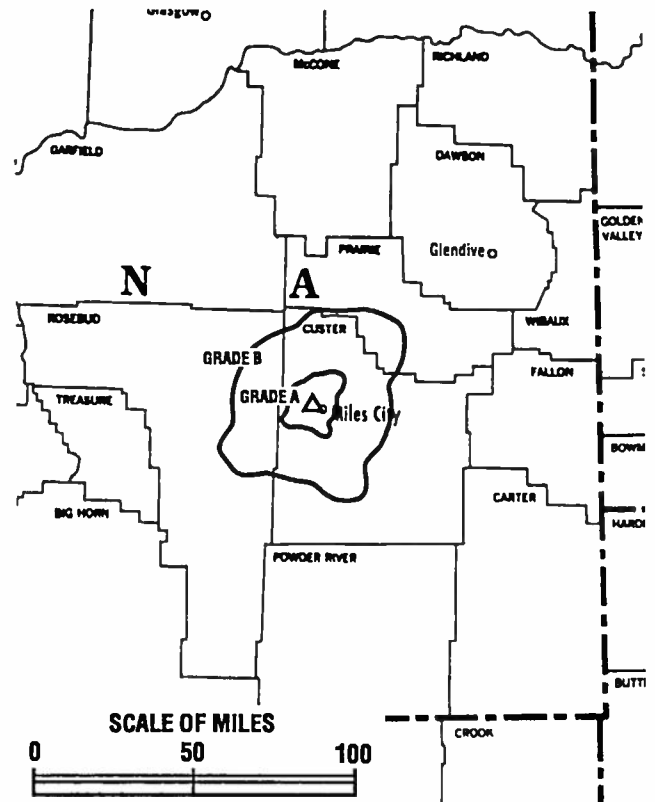 Glasgow
McCONE
RICHLAND
GARFIELD
DAWSON
GOLDEN
VALLEY
PRAIRIE
Glendive
N A
ROSEBUD
CUSTER
WIBAUX
GRADE B
FALLON
TREASURE
GRADE A
Miles City
BOWM
CARTER
BIG HORN
HARDI
POWDER RIVER
BUTT
SCALE OF MILES
CROOK
0 50 100